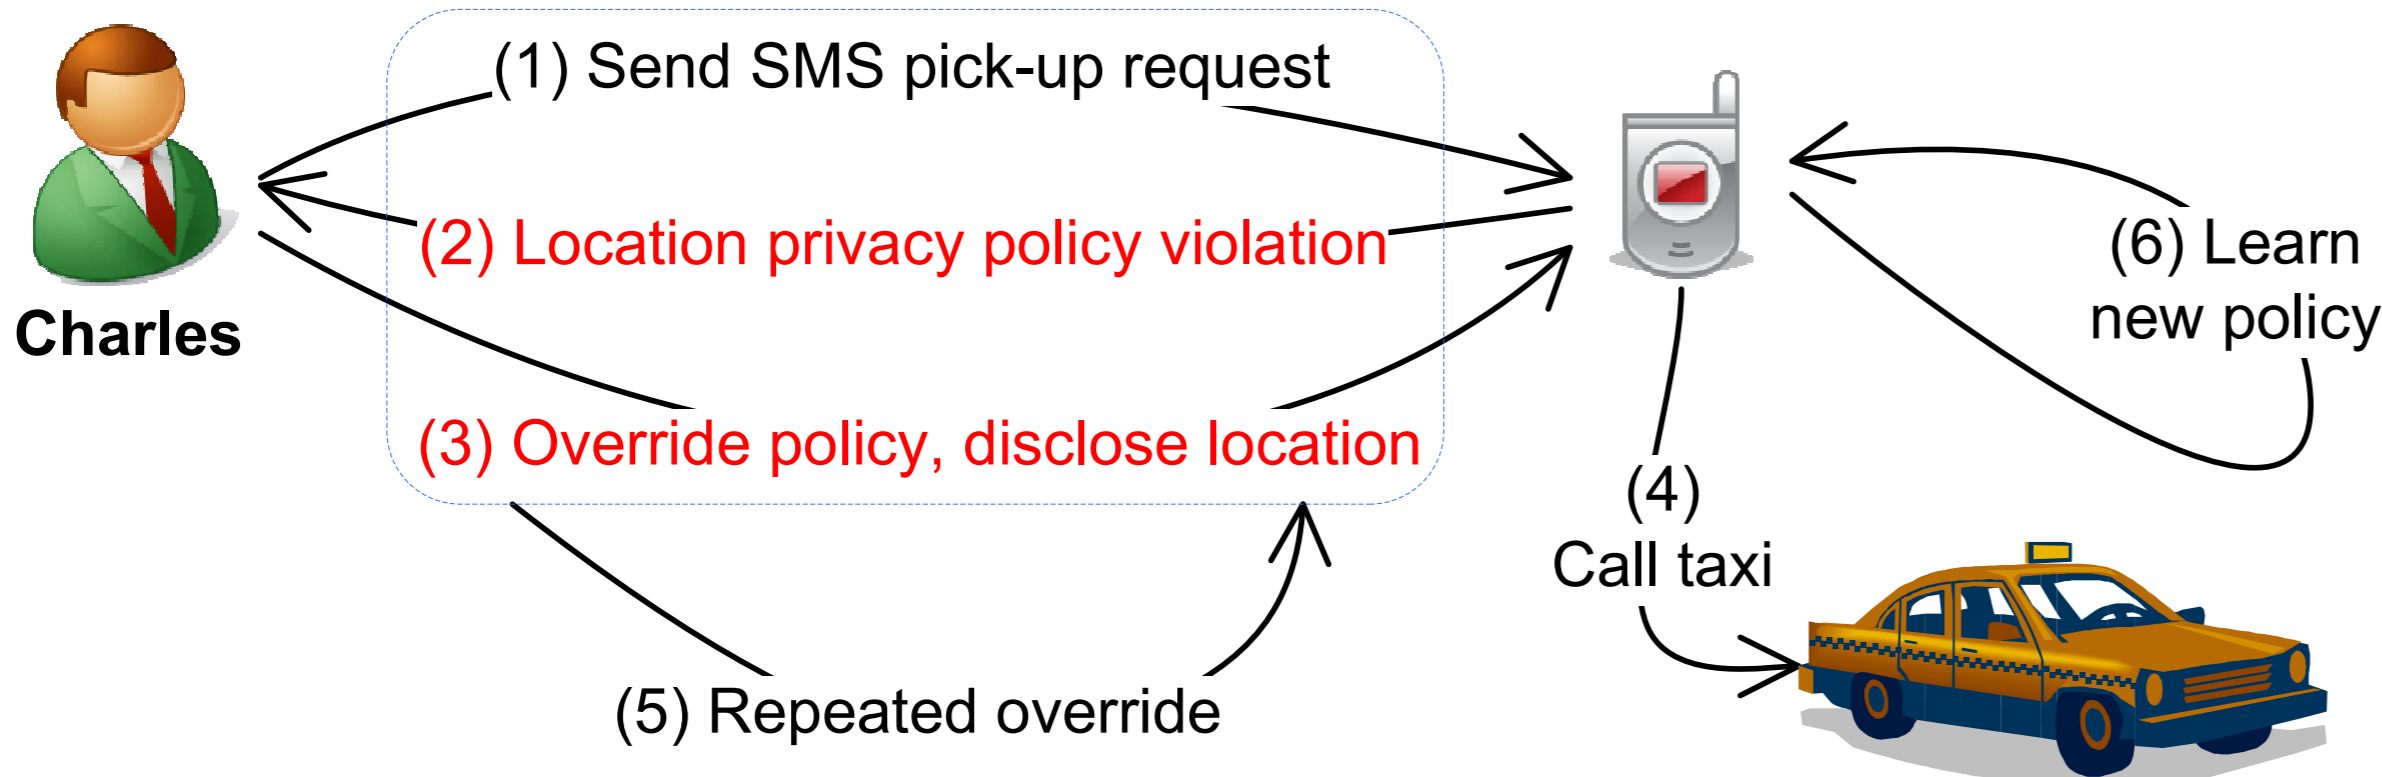 (1) Send SMS pick-up request
(2) Location privacy policy violation
(3) Override policy, disclose location
Charles
(4)
Call taxi
(5) Repeated override
(6) Learn
new policy